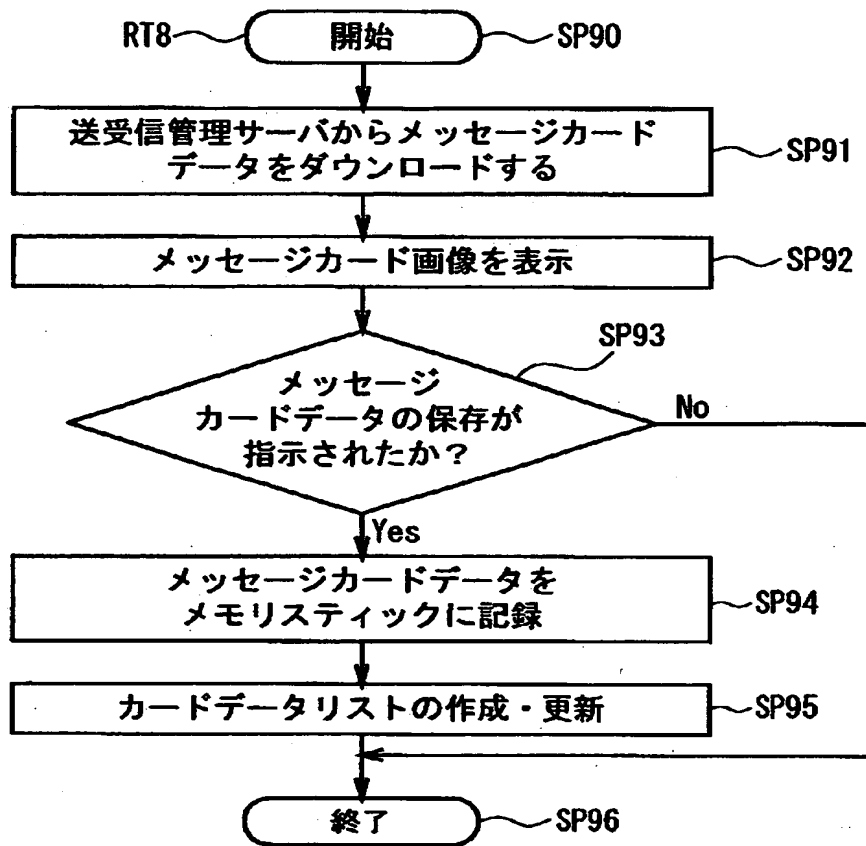 RT8 開始 SP90
送受信管理サーバからメッセージカード
データをダウンロードする
SP91
メッセージカード画像を表示
SP92
SP93
メッセージ
カードデータの保存が
指示されたか?
No
Yes
メッセージカードデータを
メモリスティックに記録
SP94
カードデータリストの作成・更新
SP95
終了 SP96